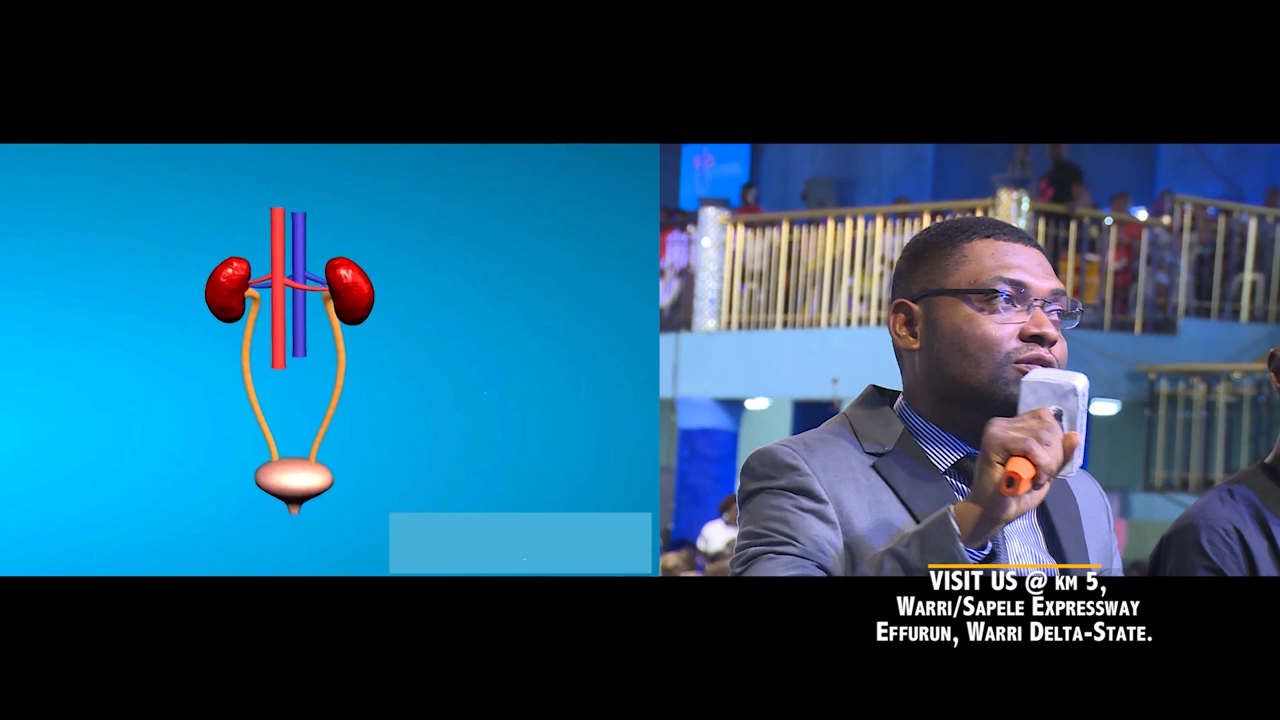 VISIT US @ KM 5,
WARRI/SAPELE EXPRESSWAY
EFFURUN, WARRI DELTA-STATE.